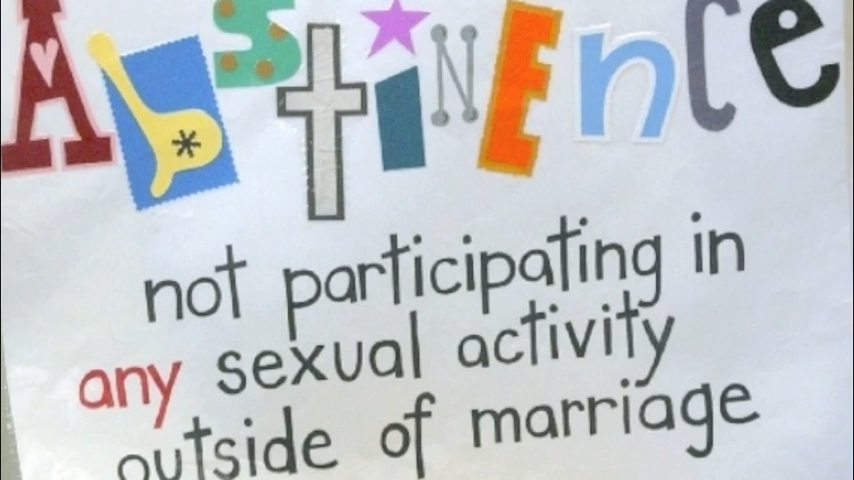 AbstiNEnce
not participating in
any sexual activity
outside of marriage